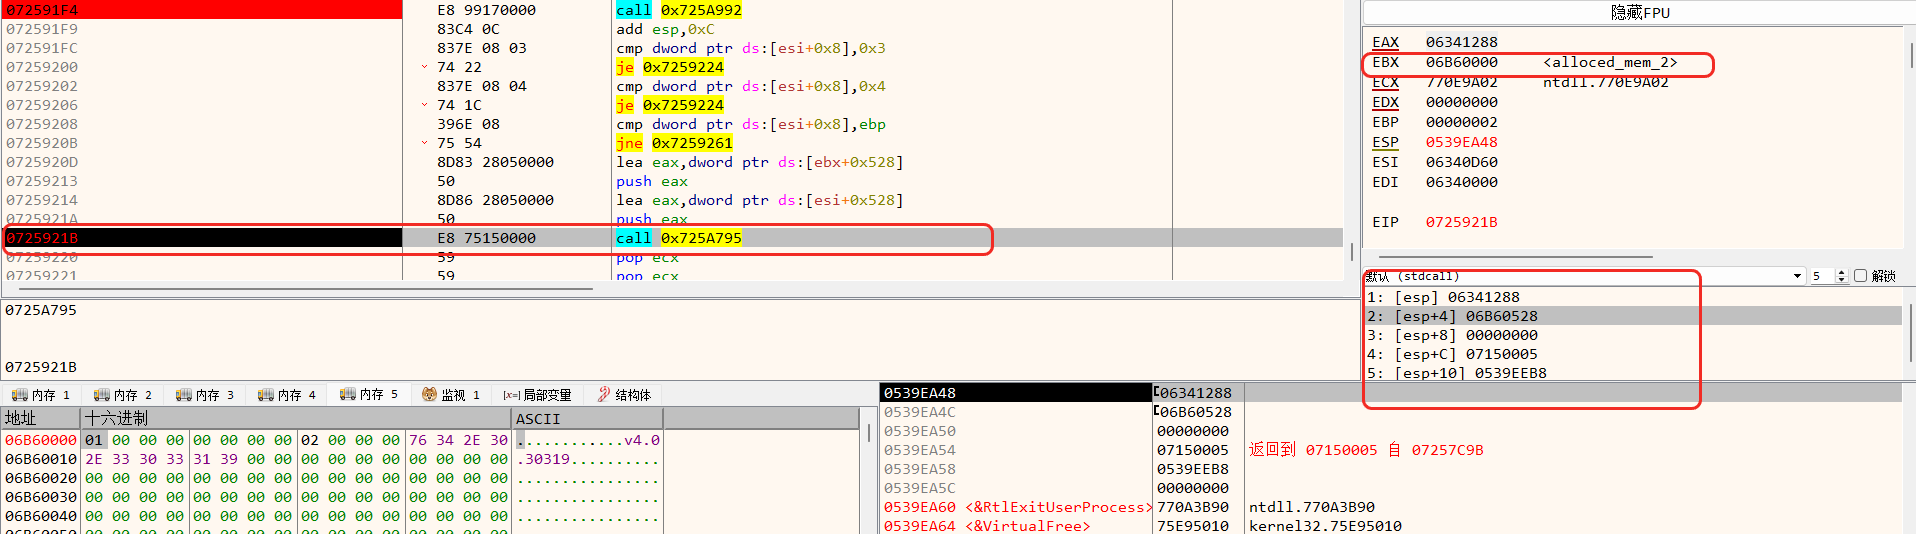 072591F4 E8 99170000 call 0x725A992
072591F9 83C4 0C add esp,0xC
072591FC 837E 08 03 cmp dword ptr ds:[esi+0x8],0x3
07259200 74 22 je 0x7259224
07259202 837E 08 04 cmp dword ptr ds:[esi+0x8],0x4
07259206 74 1C je 0x7259224
07259208 396E 08 cmp dword ptr ds:[esi+0x8],ebp
0725920B 75 54 jne 0x7259261
0725920D 8D83 28050000 lea eax,dword ptr ds:[ebx+0x528]
07259213 50 push eax
07259214 8D86 28050000 lea eax,dword ptr ds:[esi+0x528]
0725921A 50 push eax
0725921B E8 75150000 call 0x725A795
07259220 59 pop ecx
07259221 59 pop ecx
隐藏FPU
EAX 06341288
EBX 06B60000 <alloced_mem_2>
ECX 770E9A02 ntdll.770E9A02
EDX 00000000
EBP 00000002
ESP 0539EA48
ESI 06340D60
EDI 06340000
EIP 0725921B
默认 (stdcall) 5 解锁
1: [esp] 06341288
2: [esp+4] 06B60528
3: [esp+8] 00000000
4: [esp+C] 07150005
5: [esp+10] 0539EEB8
0725A795
0725921B
内存 1 内存 2 内存 3 内存 4 内存 5 监视 1 [x=] 局部变量 结构体
地址 十六进制 ASCII
06B60000 01 00 00 00 00 00 00 00 02 00 00 00 76 34 2E 30 ............v4.0
06B60010 2E 33 30 33 31 39 00 00 00 00 00 00 00 00 00 00 .30319..........
06B60020 00 00 00 00 00 00 00 00 00 00 00 00 00 00 00 00 ................
06B60030 00 00 00 00 00 00 00 00 00 00 00 00 00 00 00 00 ................
06B60040 00 00 00 00 00 00 00 00 00 00 00 00 00 00 00 00 ................
0539EA48 06341288
0539EA4C 06B60528
0539EA50 00000000
0539EA54 07150005 返回到 07150005 自 07257C9B
0539EA58 0539EEB8
0539EA5C 00000000
0539EA60 <&RtlExitUserProcess> 770A3B90 ntdll.770A3B90
0539EA64 <&VirtualFree> 75E95010 kernel32.75E95010